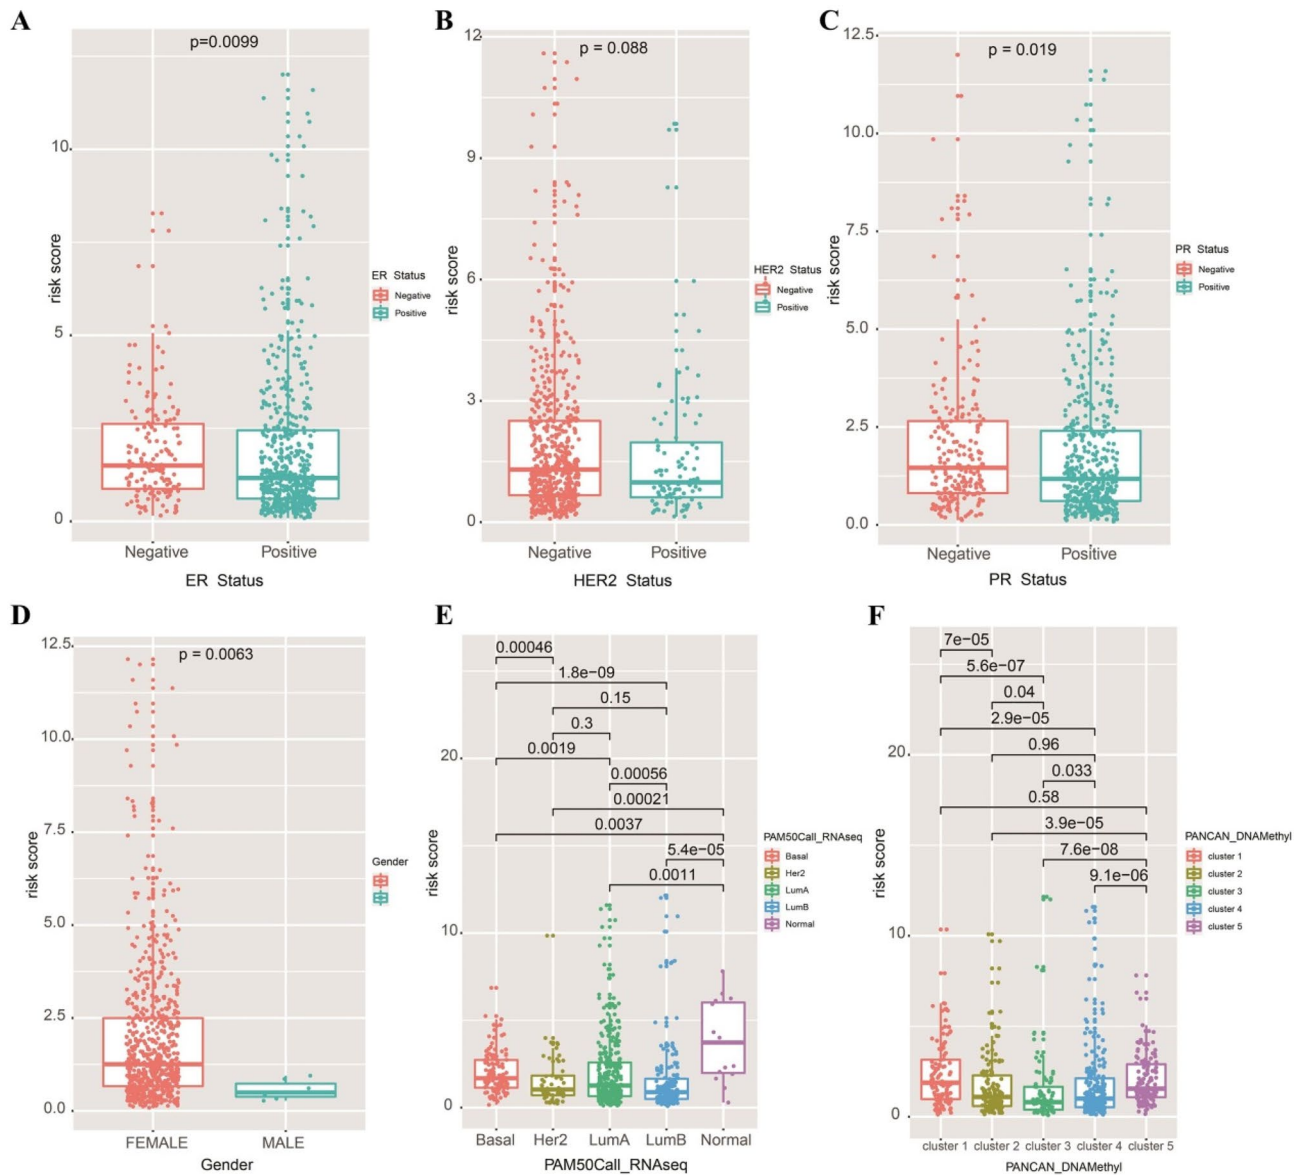 A
p=0.0099
10
5
0
risk score
Negative
Positive
ER Status
ER Status
Negative
Positive
B
p = 0.088
12
9
6
3
0
risk score
Negative
Positive
HER2 Status
HER2 Status
Negative
Positive
C
p = 0.019
12.5
10.0
7.5
5.0
2.5
0.0
risk score
Negative
Positive
PR Status
PR Status
Negative
Positive
D
p = 0.0063
12.5
10.0
7.5
5.0
2.5
0.0
risk score
FEMALE
MALE
Gender
Gender
E
0.00046
1.8e−09
0.15
0.3
0.0019
0.00056
0.00021
0.0037
5.4e−05
0.0011
20
10
0
risk score
Basal
Her2
LumA
LumB
Normal
PAM50Call_RNAseq
PAM50Call_RNAseq
Basal
Her2
LumA
LumB
Normal
F
7e−05
5.6e−07
0.04
2.9e−05
0.96
0.033
0.58
3.9e−05
7.6e−08
9.1e−06
20
10
0
risk score
cluster 1
cluster 2
cluster 3
cluster 4
cluster 5
PANCAN_DNAMethyl
PANCAN_DNAMethyl
cluster 1
cluster 2
cluster 3
cluster 4
cluster 5